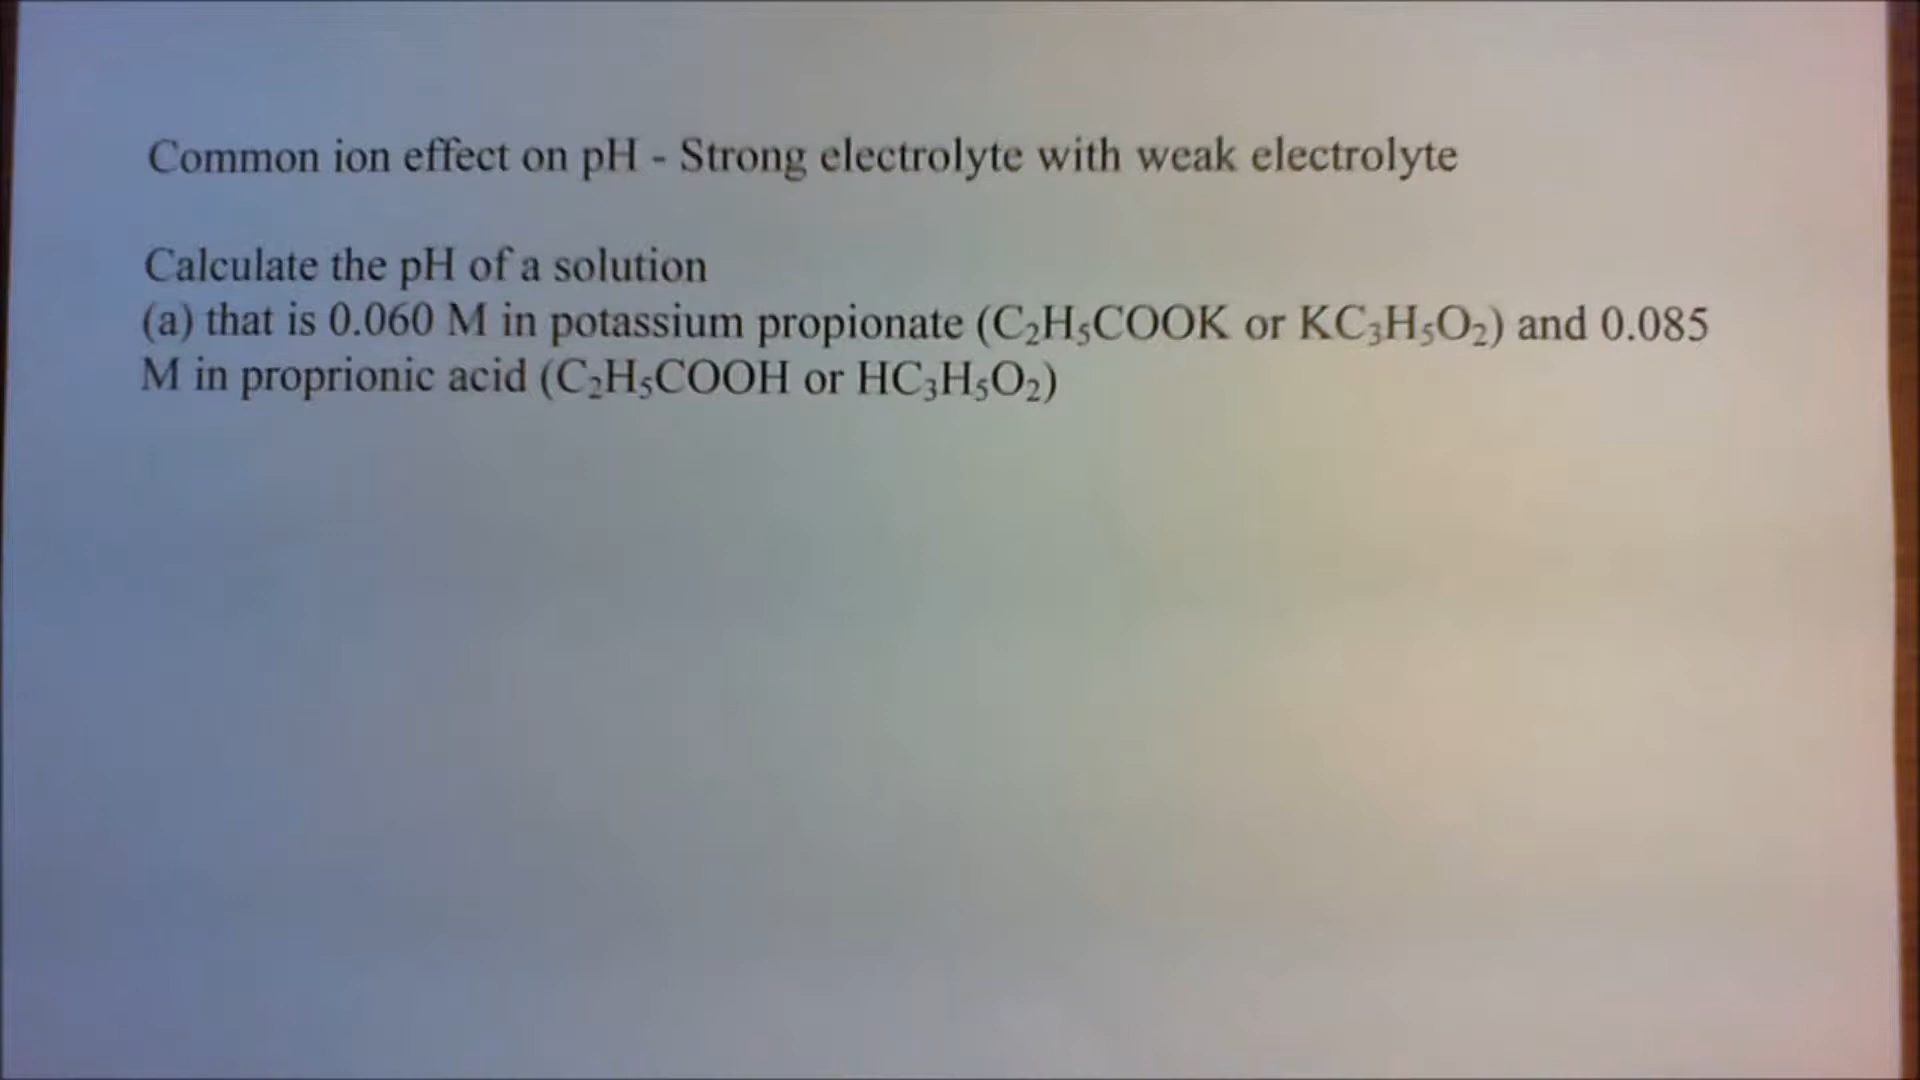 Common ion effect on pH - Strong electrolyte with weak electrolyte
Calculate the pH of a solution
(a) that is 0.060 M in potassium propionate (C₂H₅COOK or KC₃H₅O₂) and 0.085
M in proprionic acid (C₂H₅COOH or HC₃H₅O₂)